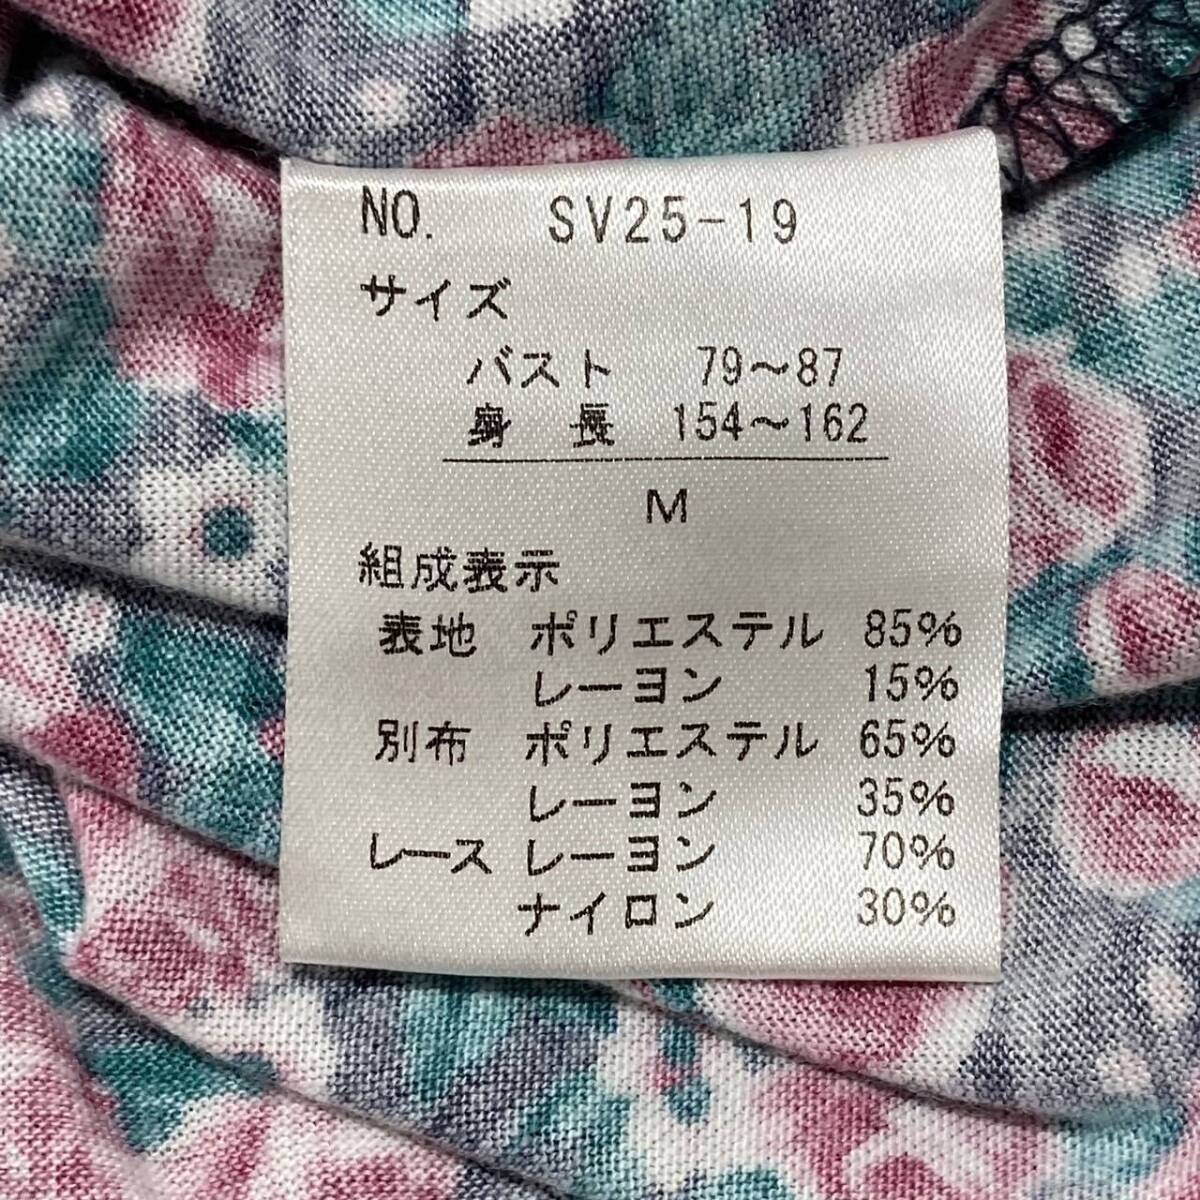 NO. SV25-19
サイズ
バスト 79〜87
身 長 154〜162
M
組成表示
表地 ポリエステル 85%
レーヨン 15%
別布 ポリエステル 65%
レーヨン 35%
レース レーヨン 70%
ナイロン 30%